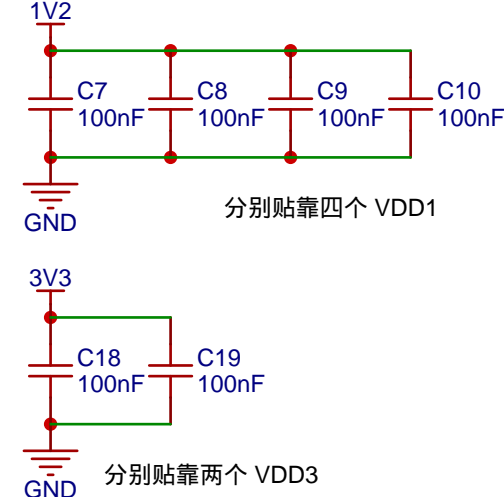 1V2
C7 C8 C9 C10
100nF 100nF 100nF 100nF
分别贴靠四个 VDD1
GND
3V3
C18 C19
100nF 100nF
分别贴靠两个 VDD3
GND